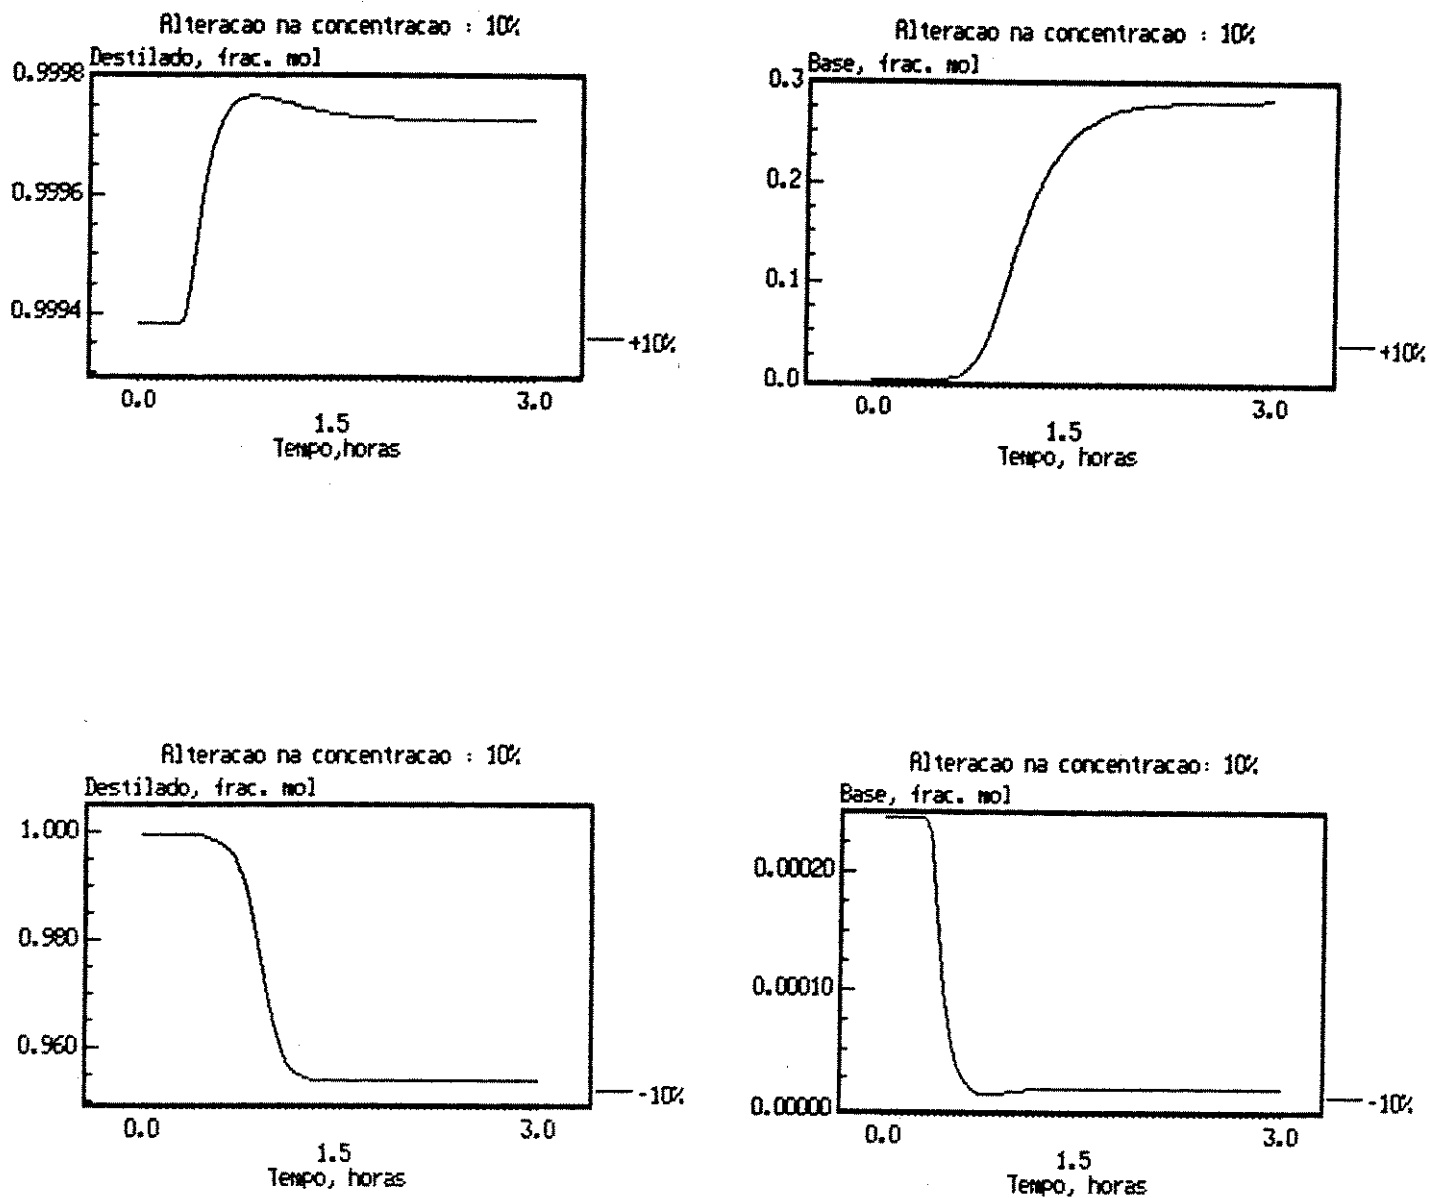 Alteracao na concentracao : 10%
Destilado, frac. mol
0.9998
0.9996
0.9994
0.0
3.0
1.5
Tempo,horas
+10%
Alteracao na concentracao : 10%
Base, frac. mol
0.3
0.2
0.1
0.0
0.0
3.0
1.5
Tempo, horas
+10%
Alteracao na concentracao : 10%
Destilado, frac. mol
1.000
0.980
0.960
0.0
3.0
1.5
Tempo, horas
-10%
Alteracao na concentracao: 10%
Base, frac. mol
0.00020
0.00010
0.00000
0.0
3.0
1.5
Tempo, horas
-10%